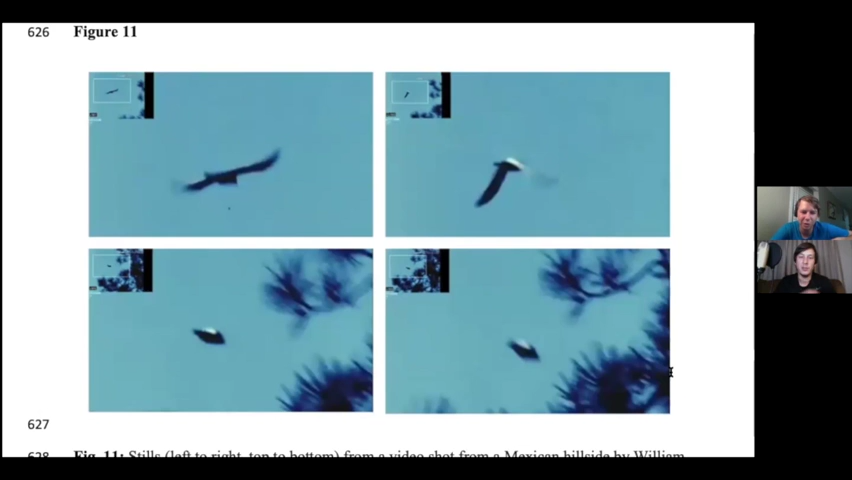 626 Figure 11
627
628 Fig. 11: Stills (left to right, top to bottom) from a video shot from a Mexican hillside by William